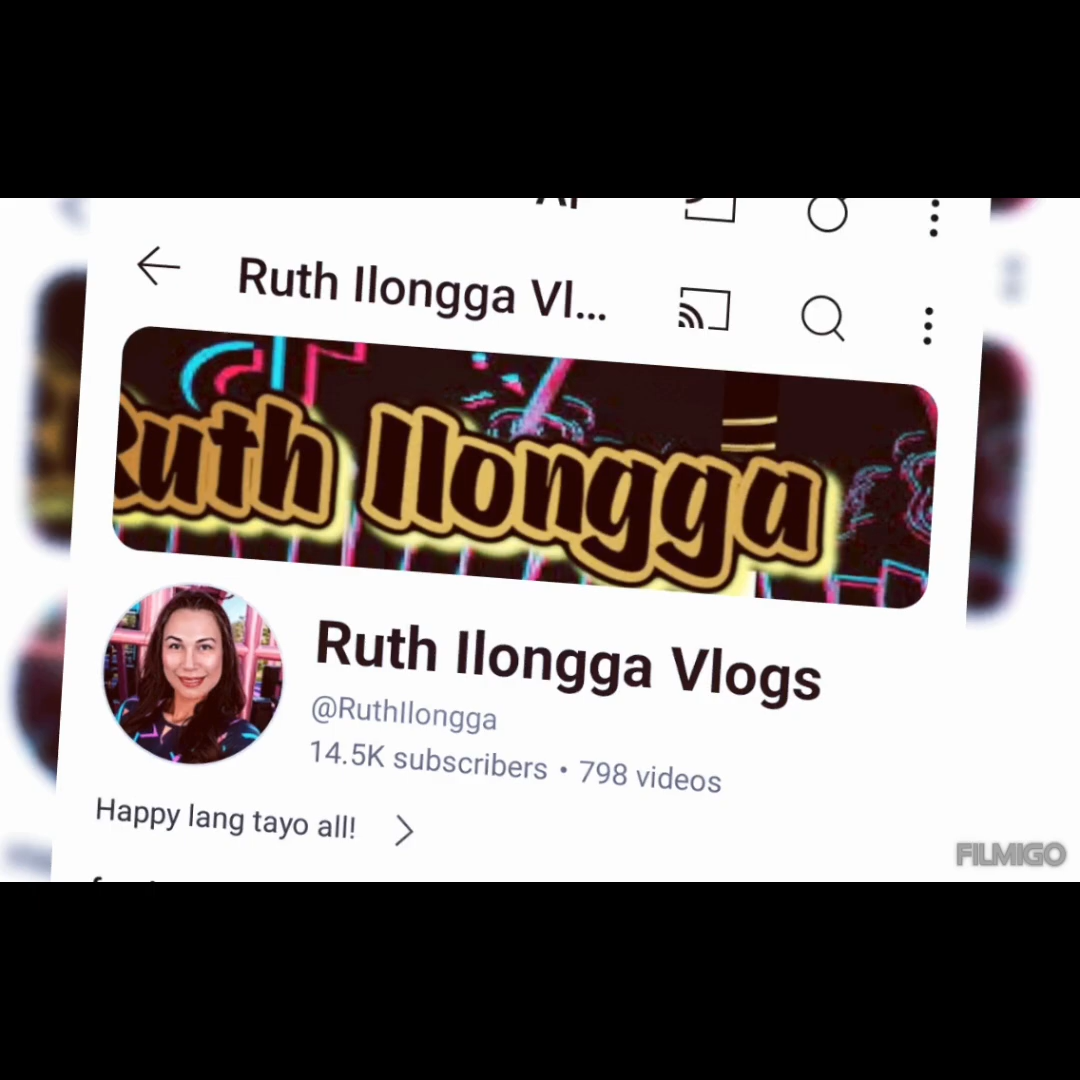 Ruth Ilongga Vl...
Ruth Ilongga
Ruth Ilongga Vlogs
@RuthIlongga
14.5K subscribers • 798 videos
Happy lang tayo all!
FILMIGO